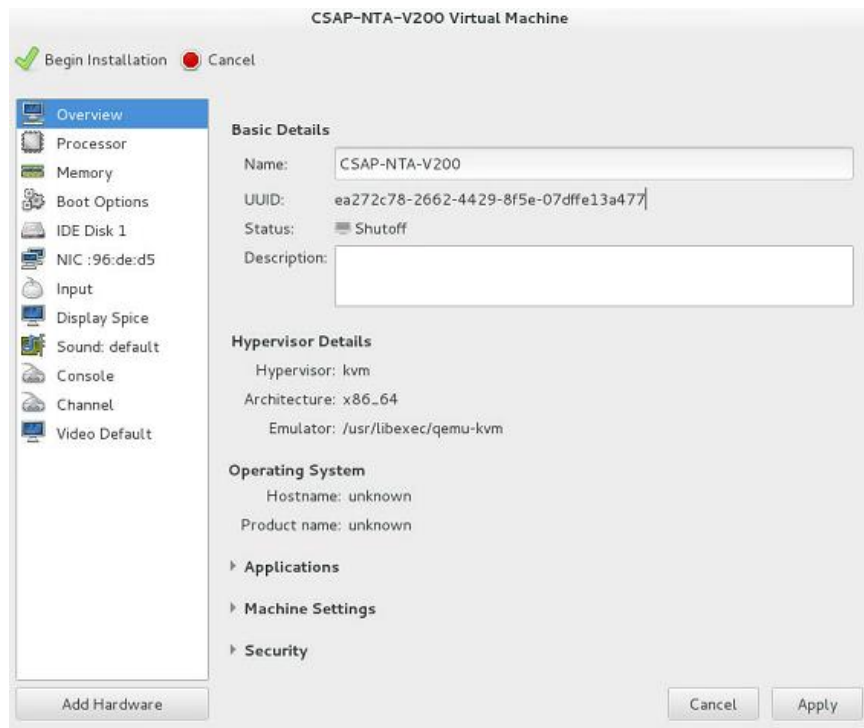 CSAP-NTA-V200 Virtual Machine
Begin Installation Cancel
Overview
Processor
Memory
Boot Options
IDE Disk 1
NIC :96:de:d5
Input
Display Spice
Sound: default
Console
Channel
Video Default
Add Hardware
Basic Details
Name: CSAP-NTA-V200
UUID: ea272c78-2662-4429-8f5e-07dffe13a477
Status: Shutoff
Description:
Hypervisor Details
Hypervisor: kvm
Architecture: x86_64
Emulator: /usr/libexec/qemu-kvm
Operating System
Hostname: unknown
Product name: unknown
Applications
Machine Settings
Security
Cancel Apply